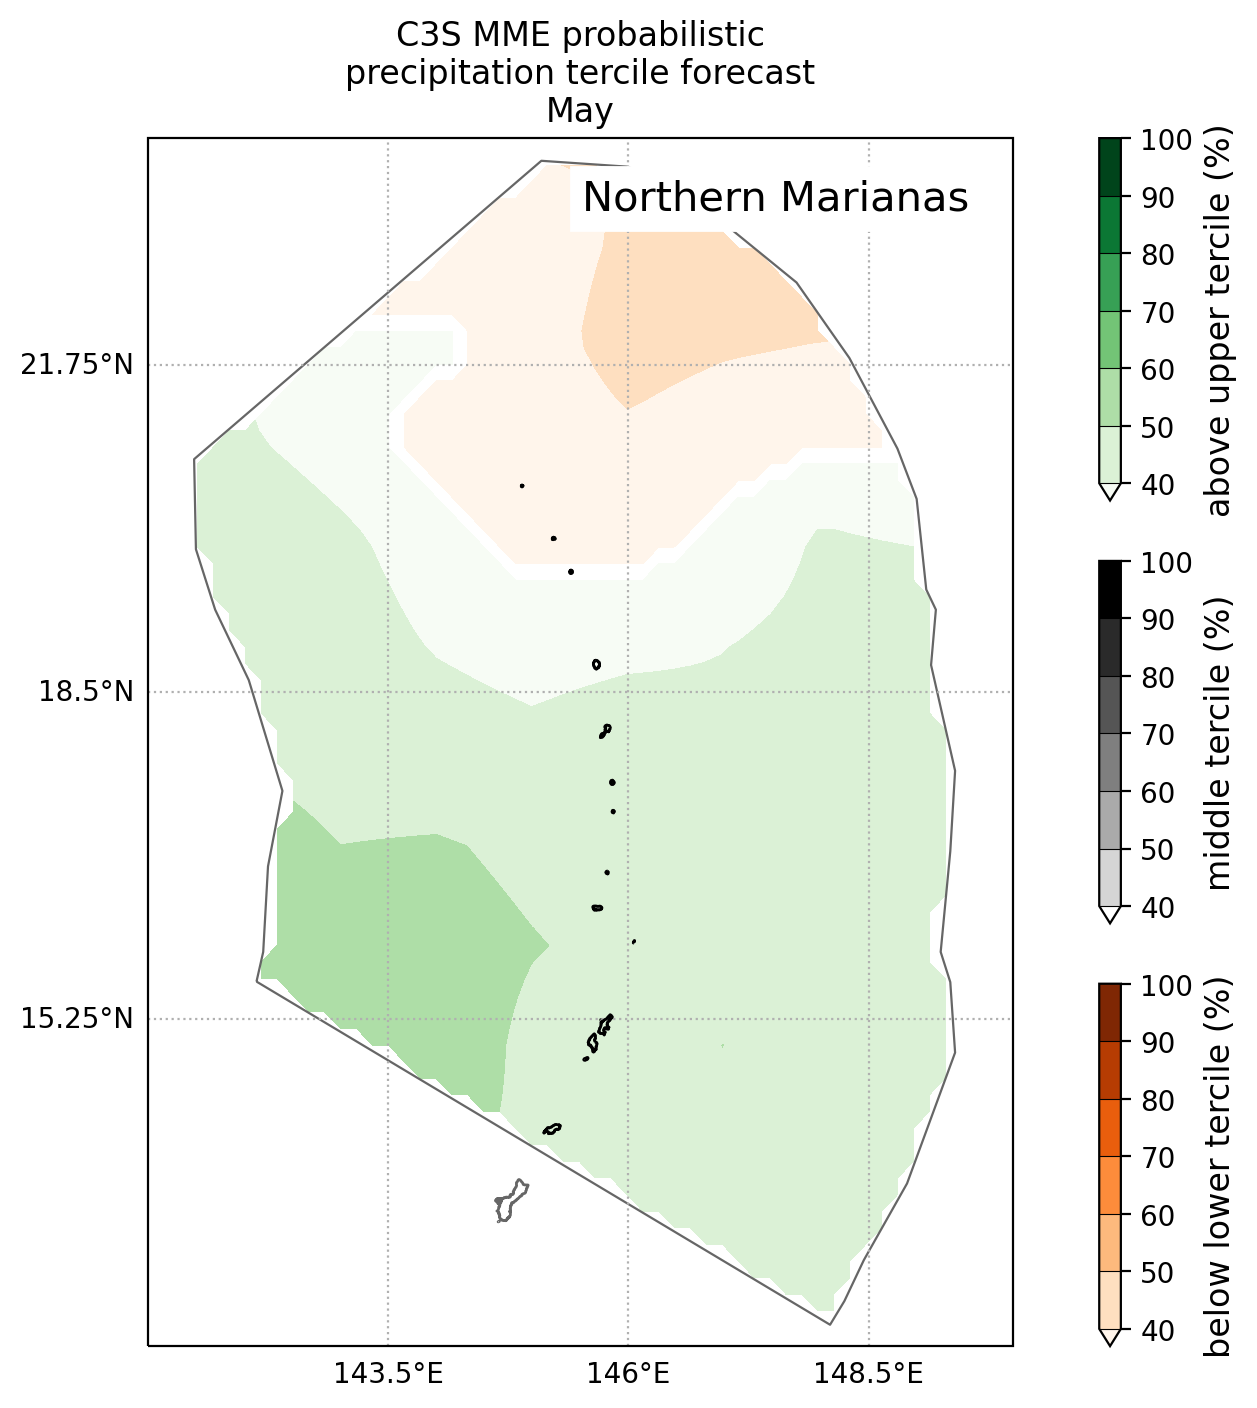 C3S MME probabilistic
precipitation tercile forecast
May
Northern Marianas
21.75°N
18.5°N
15.25°N
143.5°E
146°E
148.5°E
100
90
80
70
60
50
40
above upper tercile (%)
100
90
80
70
60
50
40
middle tercile (%)
100
90
80
70
60
50
40
below lower tercile (%)